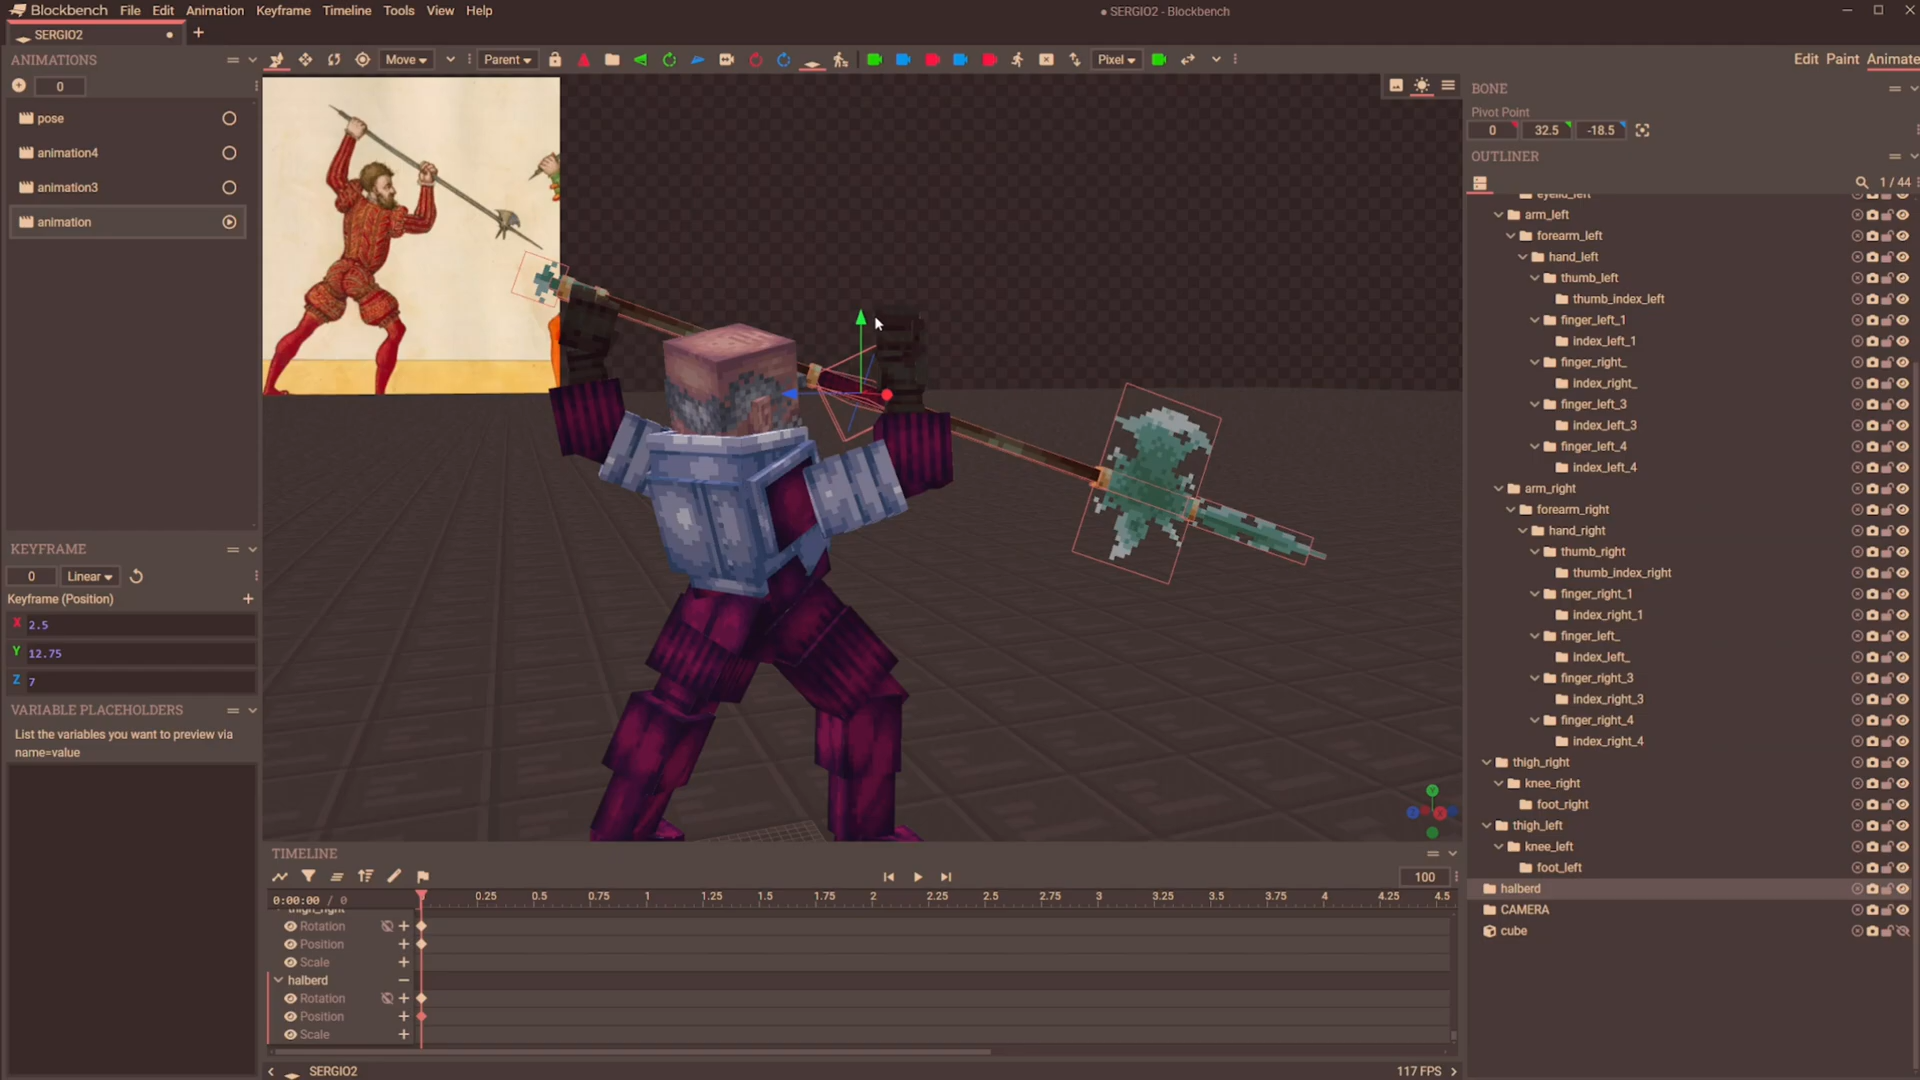 Blockbench File Edit Animation Keyframe Timeline Tools View Help
● SERGIO2 - Blockbench
SERGIO2
ANIMATIONS
Move
Parent
Pixel
Edit Paint Animate
0
pose
animation4
animation3
animation
KEYFRAME
0 Linear
Keyframe (Position)
X 2.5
Y 12.75
Z 7
VARIABLE PLACEHOLDERS
List the variables you want to preview via
name=value
BONE
Pivot Point
0 32.5 -18.5
OUTLINER
1 / 44
eyelid_left
arm_left
forearm_left
hand_left
thumb_left
thumb_index_left
finger_left_1
index_left_1
finger_right_
index_right_
finger_left_3
index_left_3
finger_left_4
index_left_4
arm_right
forearm_right
hand_right
thumb_right
thumb_index_right
finger_right_1
index_right_1
finger_left_
index_left_
finger_right_3
index_right_3
finger_right_4
index_right_4
thigh_right
knee_right
foot_right
thigh_left
knee_left
foot_left
halberd
CAMERA
cube
Y
Z
X
TIMELINE
100
0:00:00 / 0
0.25 0.5 0.75 1 1.25 1.5 1.75 2 2.25 2.5 2.75 3 3.25 3.5 3.75 4 4.25 4.5
thigh_right
Rotation
Position
Scale
halberd
Rotation
Position
Scale
SERGIO2
117 FPS